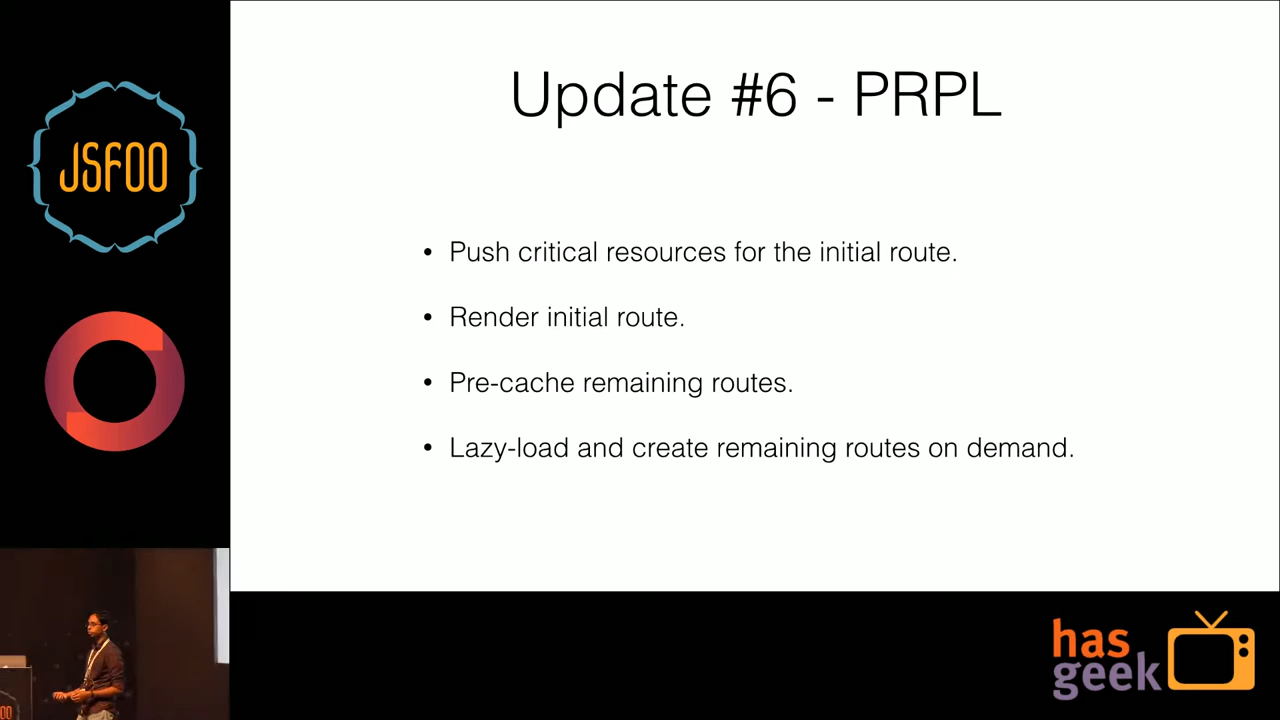 JSFOO
Update #6 - PRPL
• Push critical resources for the initial route.
• Render initial route.
• Pre-cache remaining routes.
• Lazy-load and create remaining routes on demand.
has
geek